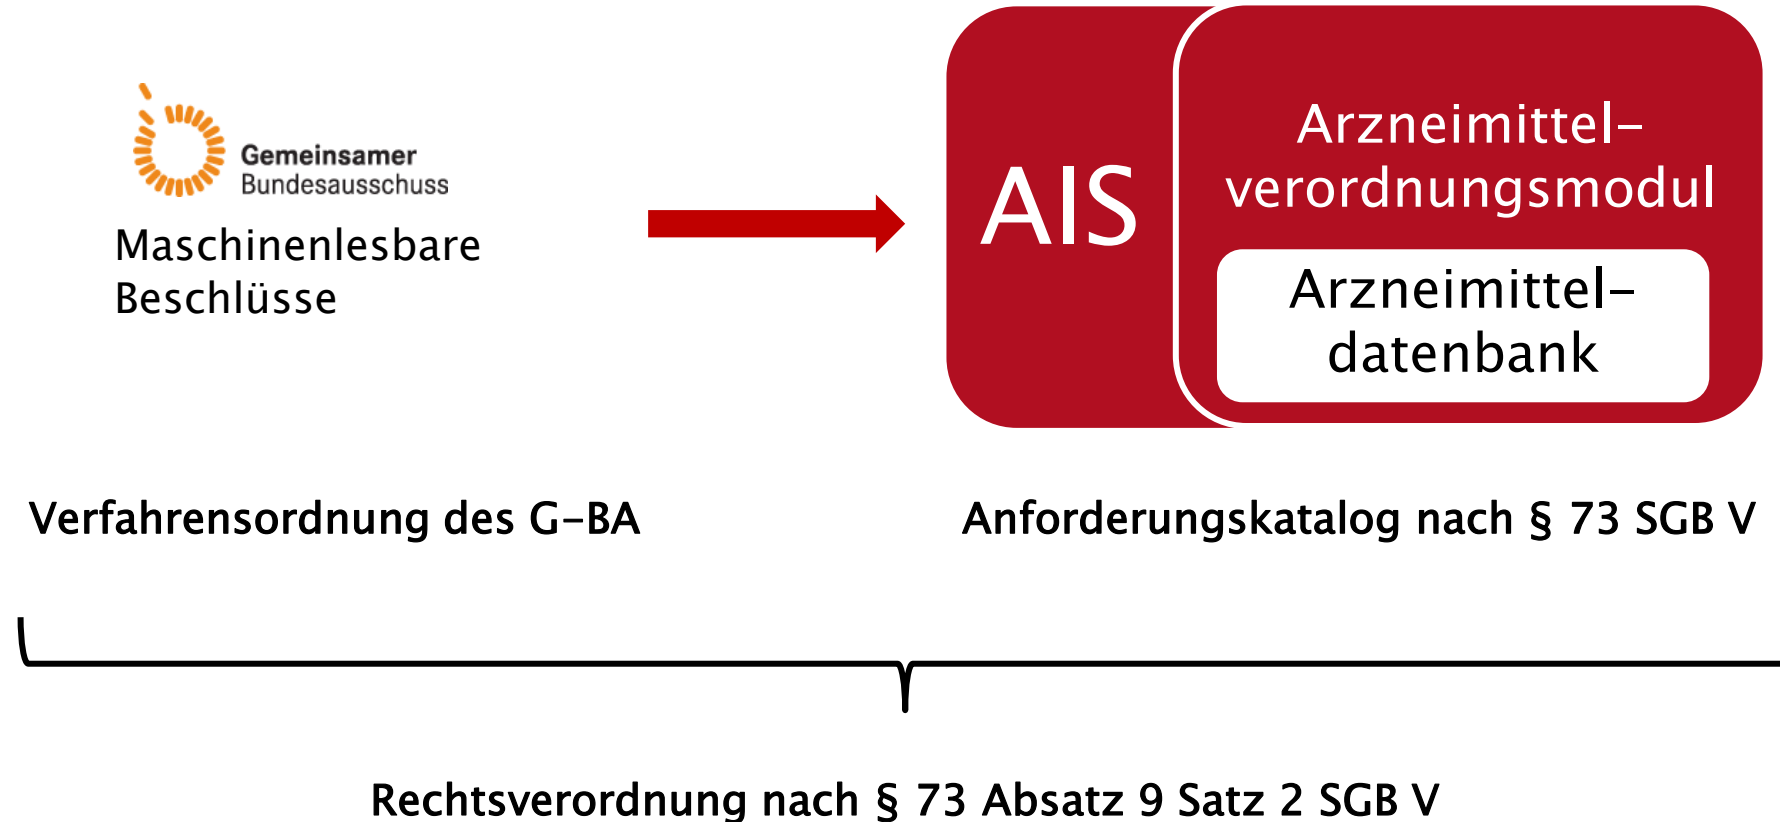 Gemeinsamer
Bundesausschuss
Maschinenlesbare
Beschlüsse
AIS
Arzneimittel-
verordnungsmodul
Arzneimittel-
datenbank
Verfahrensordnung des G-BA
Anforderungskatalog nach § 73 SGB V
Rechtsverordnung nach § 73 Absatz 9 Satz 2 SGB V